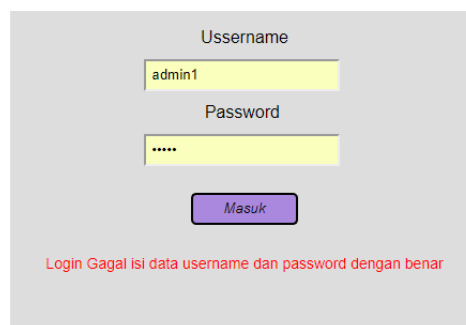 Ussername
admin1
Password
•••••
Masuk
Login Gagal isi data username dan password dengan benar